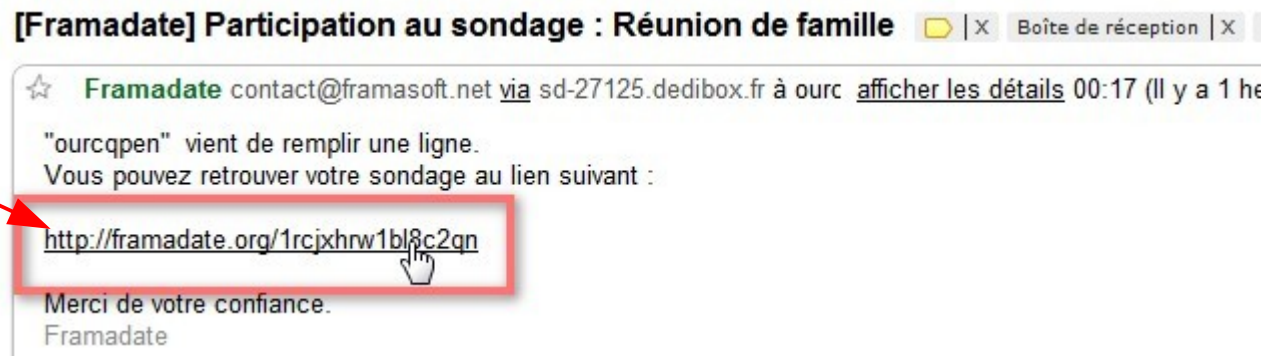 [Framadate] Participation au sondage : Réunion de famille | X Boîte de réception | X
Framadate contact@framasoft.net via sd-27125.dedibox.fr à ourc afficher les détails 00:17 (Il y a 1 he
"ourcqpen" vient de remplir une ligne.
Vous pouvez retrouver votre sondage au lien suivant :
http://framadate.org/1rcjxhrw1bl8c2qn
Merci de votre confiance.
Framadate